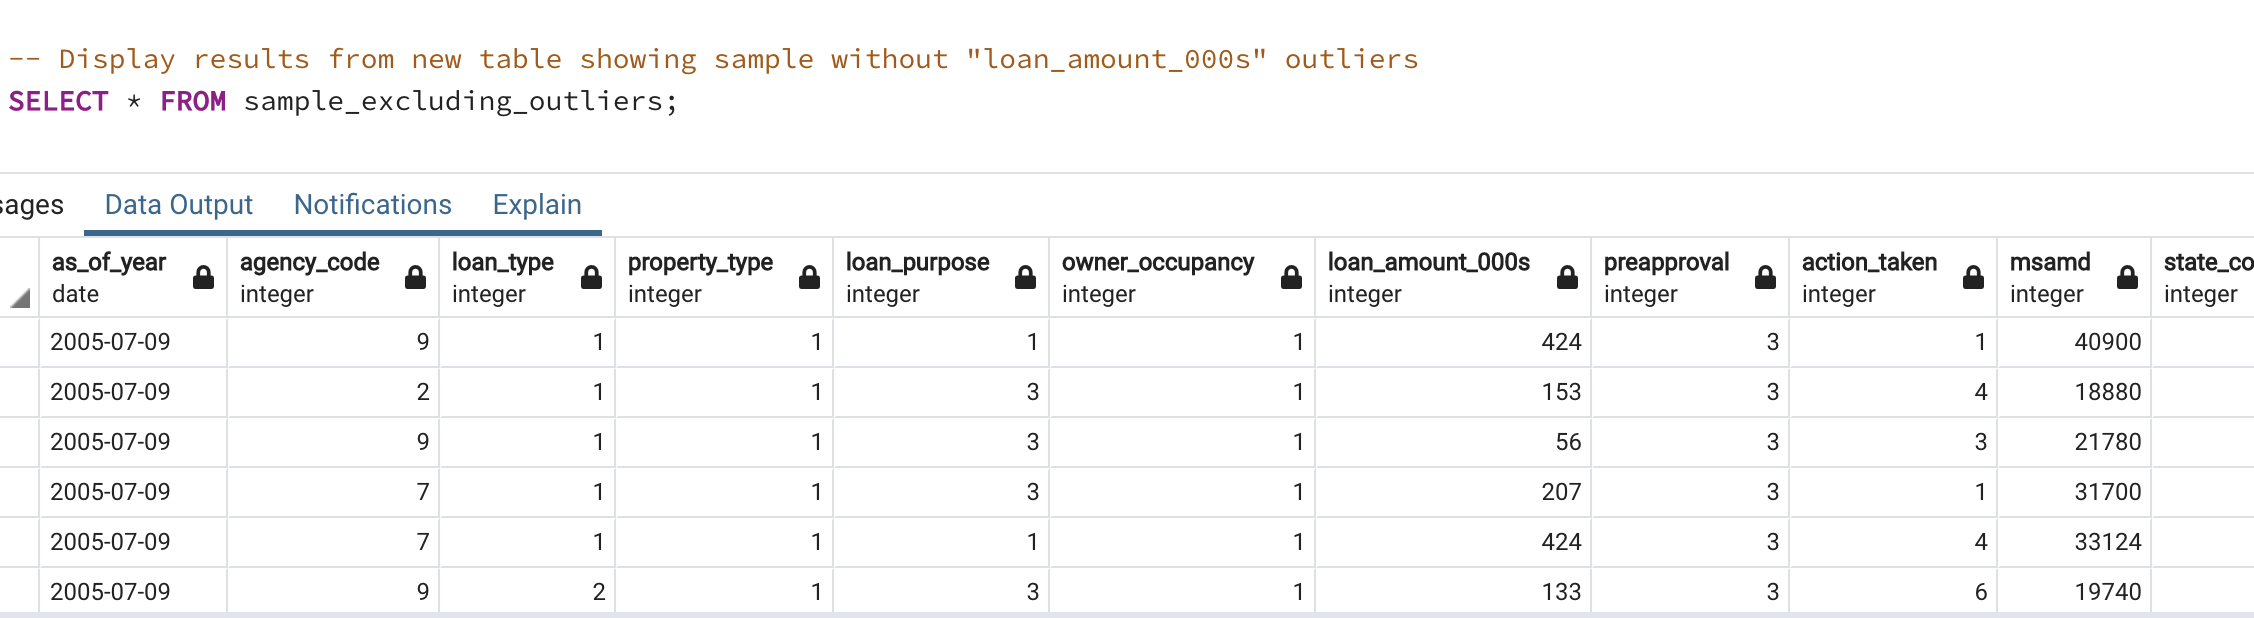 -- Display results from new table showing sample without "loan_amount_000s" outliers
SELECT * FROM sample_excluding_outliers;
sages Data Output Notifications Explain
as_of_year agency_code loan_type property_type loan_purpose owner_occupancy loan_amount_000s preapproval action_taken msamd state_co
date integer integer integer integer integer integer integer integer integer integer
2005-07-09 9 1 1 1 1 424 3 1 40900
2005-07-09 2 1 1 3 1 153 3 4 18880
2005-07-09 9 1 1 3 1 56 3 3 21780
2005-07-09 7 1 1 3 1 207 3 1 31700
2005-07-09 7 1 1 1 1 424 3 4 33124
2005-07-09 9 2 1 3 1 133 3 6 19740